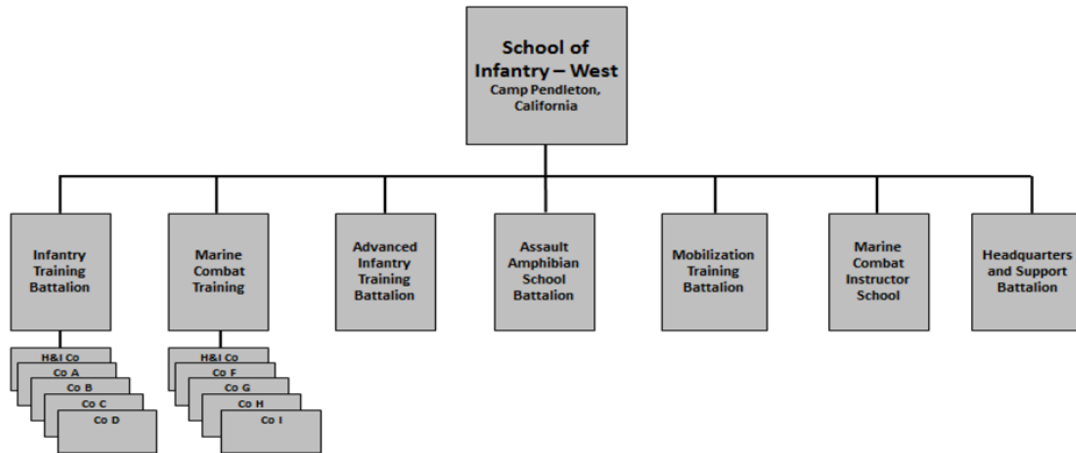 School of
Infantry – West
Camp Pendleton,
California
Infantry
Training
Battalion
Marine
Combat
Training
Advanced
Infantry
Training
Battalion
Assault
Amphibian
School
Battalion
Mobilization
Training
Battalion
Marine
Combat
Instructor
School
Headquarters
and Support
Battalion
H&I Co
Co A
Co B
Co C
Co D
H&I Co
Co F
Co G
Co H
Co I